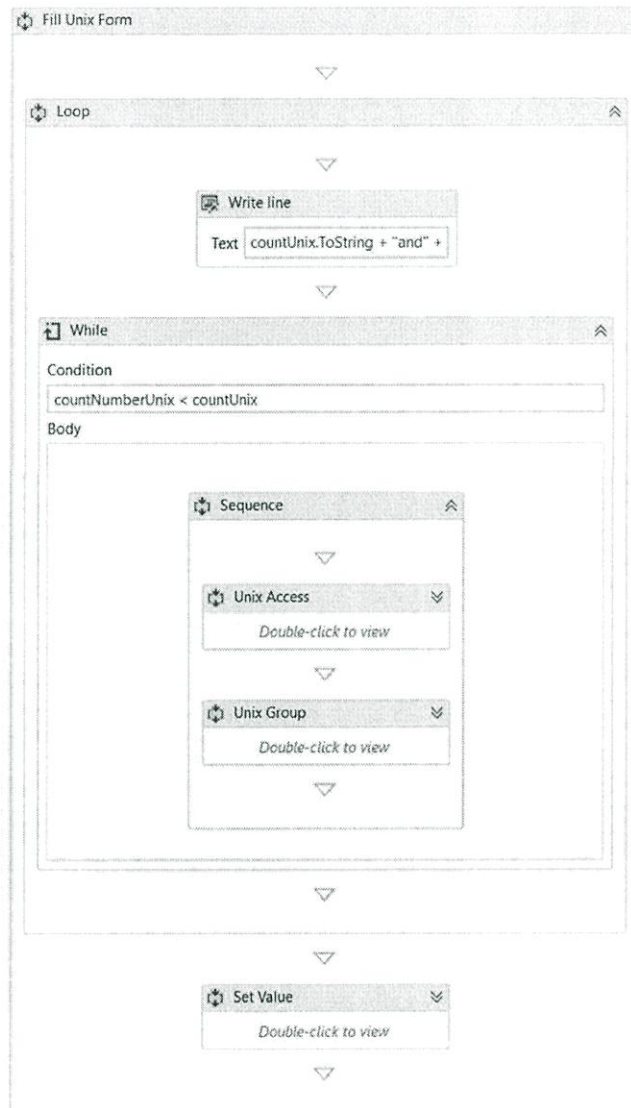 Fill Unix Form
Loop
Write line
Text countUnix.ToString + "and" +
While
Condition
countNumberUnix < countUnix
Body
Sequence
Unix Access
Double-click to view
Unix Group
Double-click to view
Set Value
Double-click to view